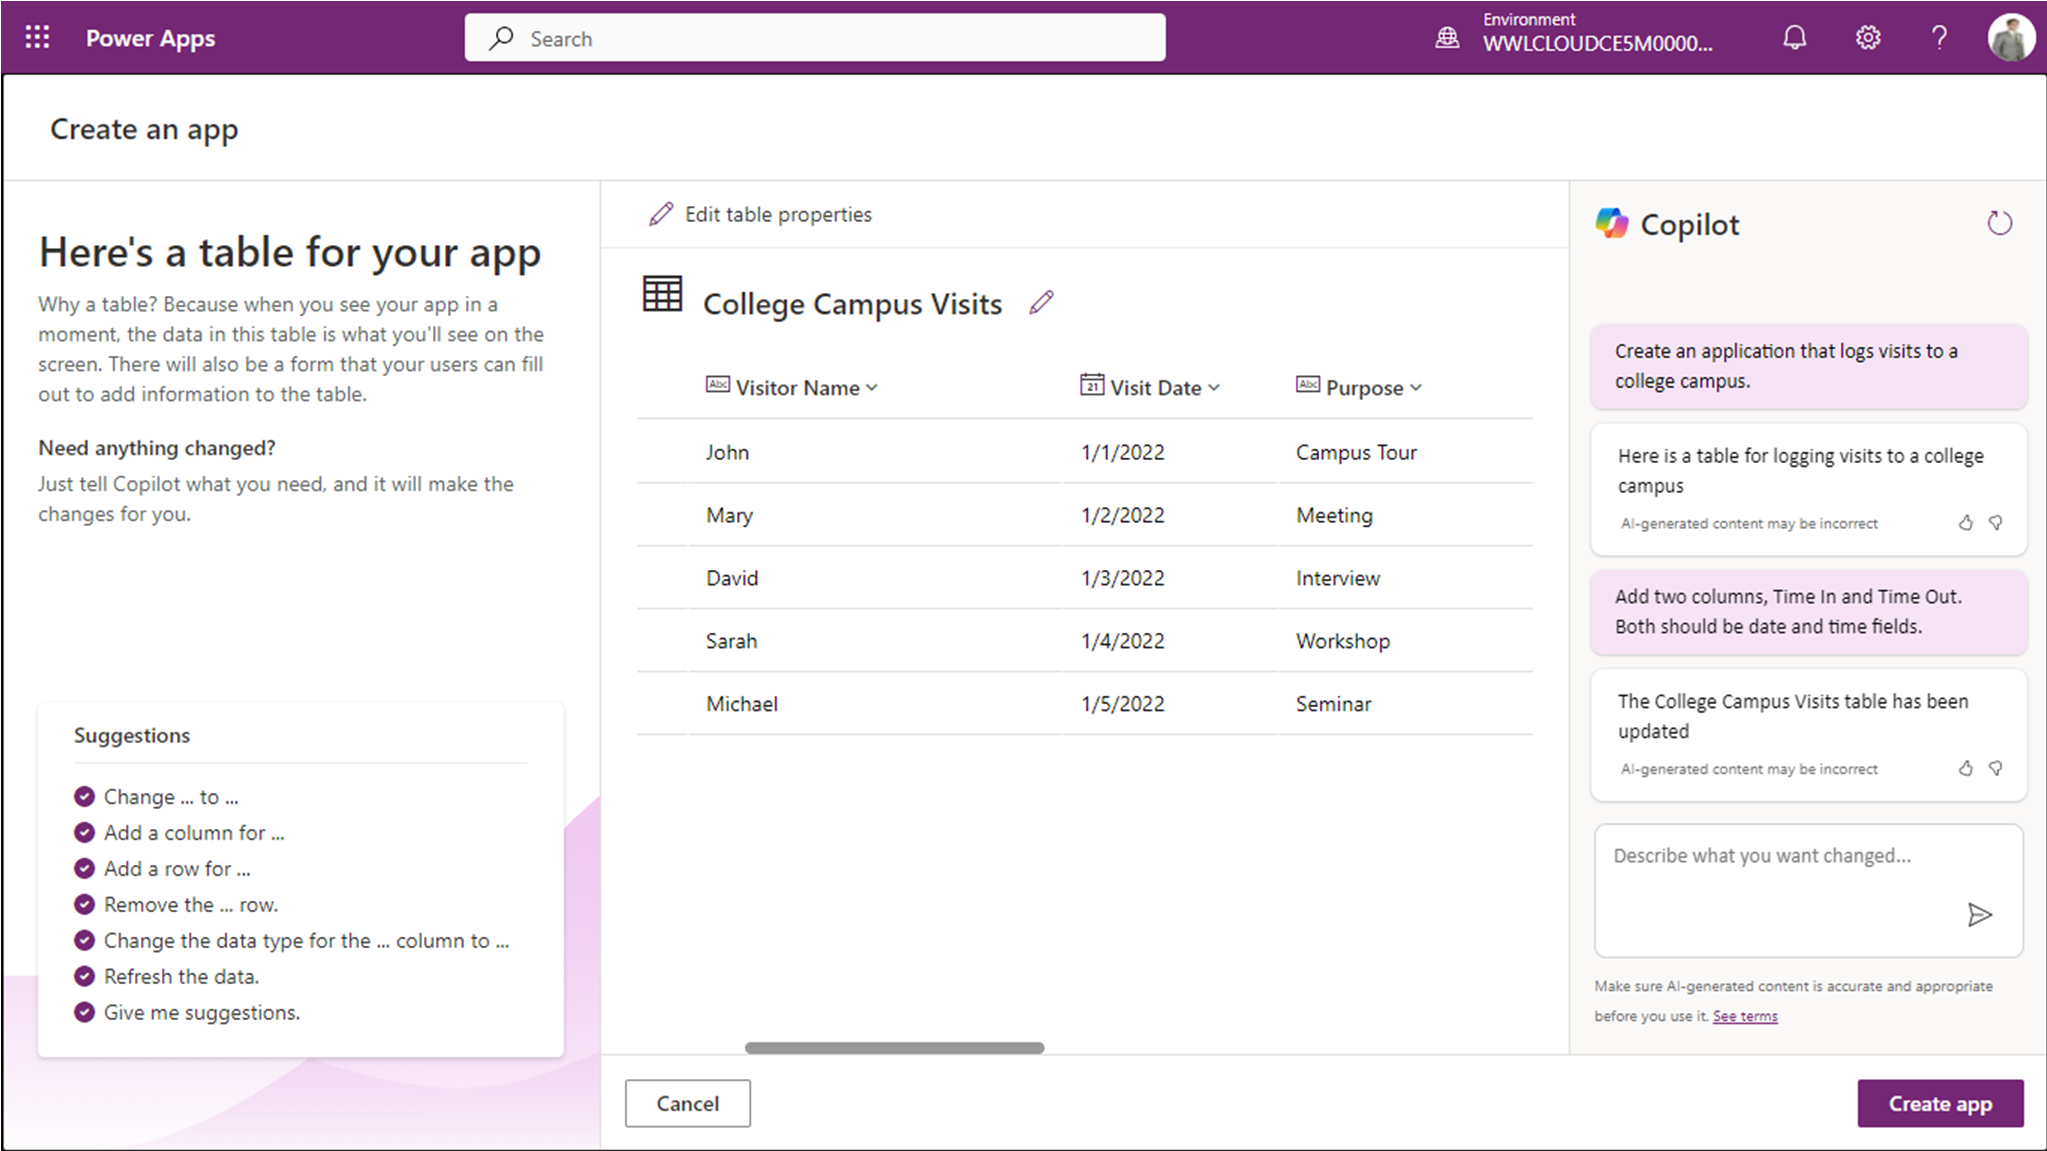 Power Apps
Search
Environment
WWLCLOUDCE5M0000...
Create an app
Here's a table for your app
Why a table? Because when you see your app in a
moment, the data in this table is what you'll see on the
screen. There will also be a form that your users can fill
out to add information to the table.
Need anything changed?
Just tell Copilot what you need, and it will make the
changes for you.
Suggestions
Change ... to ...
Add a column for ...
Add a row for ...
Remove the ... row.
Change the data type for the ... column to ...
Refresh the data.
Give me suggestions.
Edit table properties
College Campus Visits
Abc Visitor Name 21 Visit Date Abc Purpose
John 1/1/2022 Campus Tour
Mary 1/2/2022 Meeting
David 1/3/2022 Interview
Sarah 1/4/2022 Workshop
Michael 1/5/2022 Seminar
Cancel
Copilot
Create an application that logs visits to a
college campus.
Here is a table for logging visits to a college
campus
AI-generated content may be incorrect
Add two columns, Time In and Time Out.
Both should be date and time fields.
The College Campus Visits table has been
updated
AI-generated content may be incorrect
Describe what you want changed...
Make sure AI-generated content is accurate and appropriate
before you use it. See terms
Create app